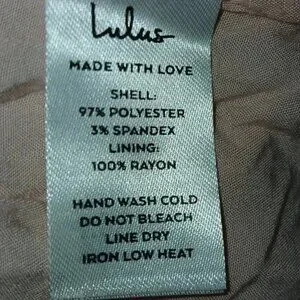 Lulus
MADE WITH LOVE
SHELL:
97% POLYESTER
3% SPANDEX
LINING:
100% RAYON
HAND WASH COLD
DO NOT BLEACH
LINE DRY
IRON LOW HEAT